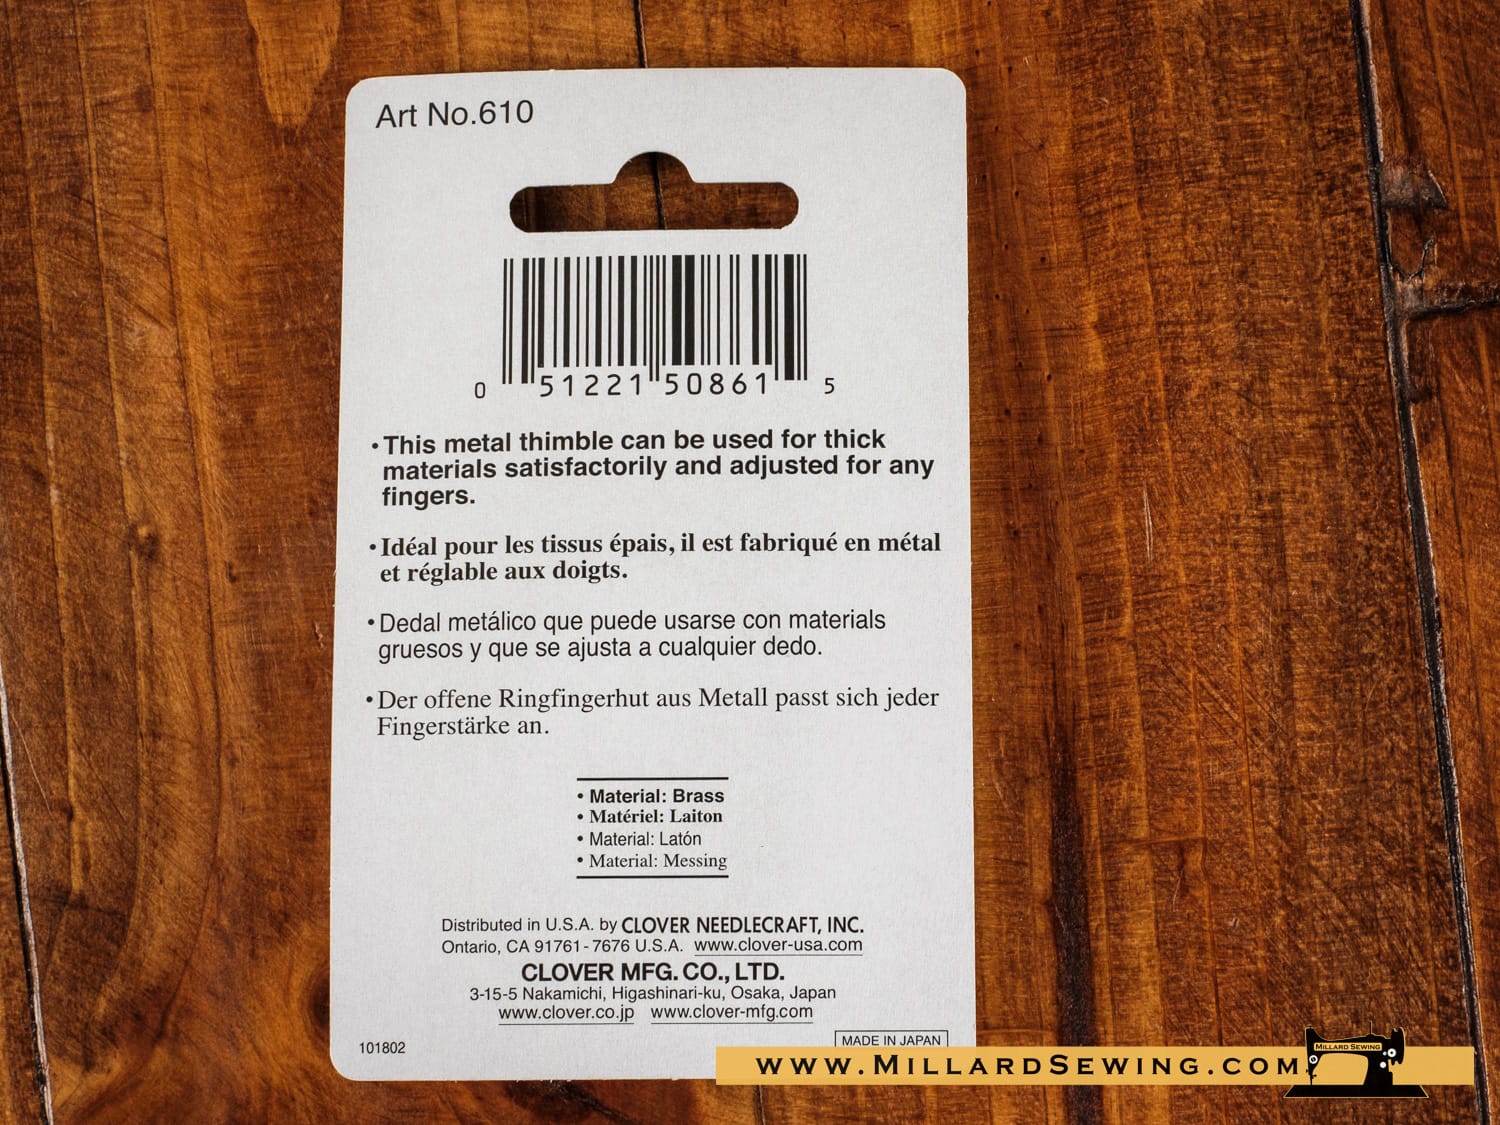 Art No.610
0 51221 50861 5
• This metal thimble can be used for thick
materials satisfactorily and adjusted for any
fingers.
• Idéal pour les tissus épais, il est fabriqué en métal
et réglable aux doigts.
• Dedal metálico que puede usarse con materials
gruesos y que se ajusta a cualquier dedo.
• Der offene Ringfingerhut aus Metall passt sich jeder
Fingerstärke an.
• Material: Brass
• Matériel: Laiton
• Material: Latón
• Material: Messing
Distributed in U.S.A. by CLOVER NEEDLECRAFT, INC.
Ontario, CA 91761-7676 U.S.A. www.clover-usa.com
CLOVER MFG. CO., LTD.
3-15-5 Nakamichi, Higashinari-ku, Osaka, Japan
www.clover.co.jp www.clover-mfg.com
101802
MADE IN JAPAN
www.MillardSewing.com
Millard Sewing